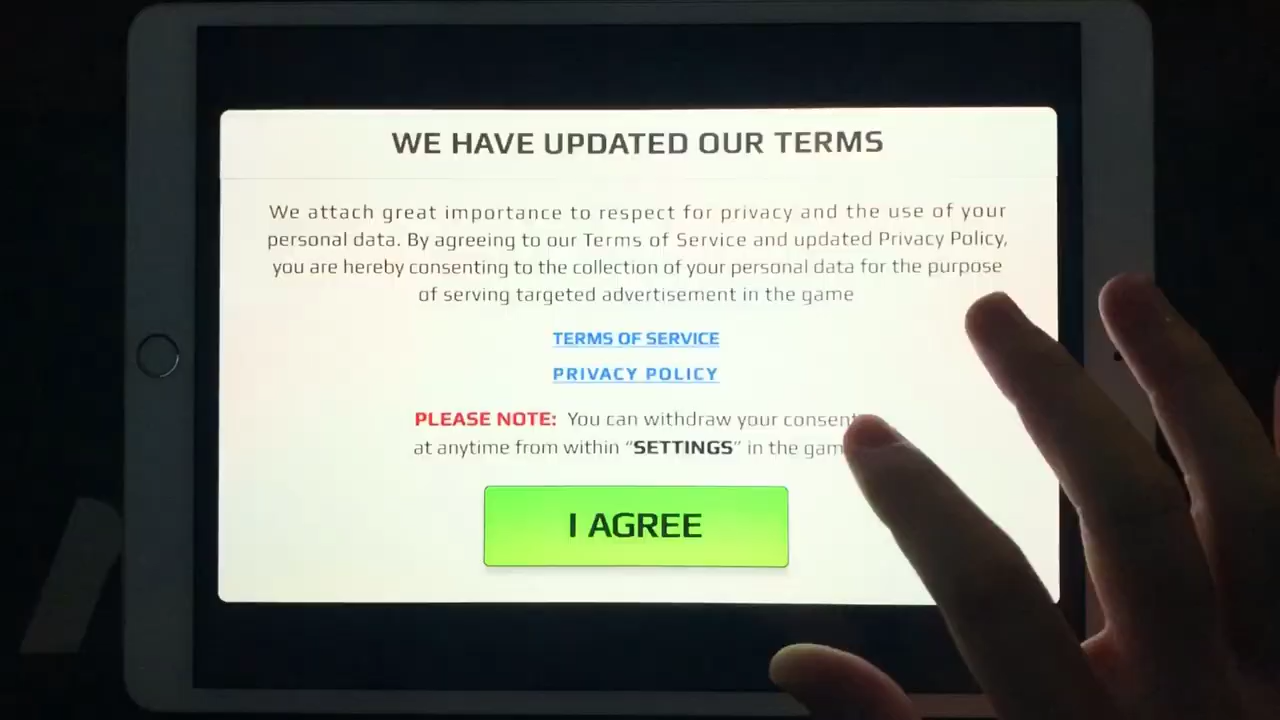 WE HAVE UPDATED OUR TERMS
We attach great importance to respect for privacy and the use of your
personal data. By agreeing to our Terms of Service and updated Privacy Policy,
you are hereby consenting to the collection of your personal data for the purpose
of serving targeted advertisement in the game
TERMS OF SERVICE
PRIVACY POLICY
PLEASE NOTE: You can withdraw your consent
at anytime from within “SETTINGS” in the gam
I AGREE